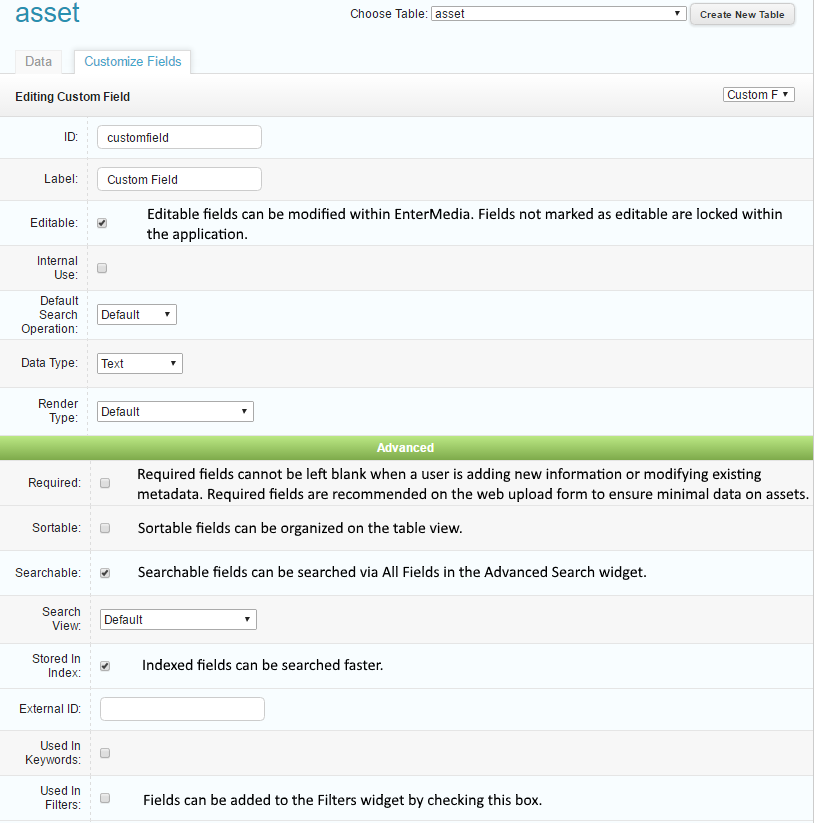 asset
Choose Table: asset
Create New Table
Data
Customize Fields
Editing Custom Field
Custom F
ID: customfield
Label: Custom Field
Editable:
Editable fields can be modified within EnterMedia. Fields not marked as editable are locked within
the application.
Internal
Use:
Default
Search
Operation:
Default
Data Type: Text
Render
Type:
Default
Advanced
Required:
Required fields cannot be left blank when a user is adding new information or modifying existing
metadata. Required fields are recommended on the web upload form to ensure minimal data on assets.
Sortable: Sortable fields can be organized on the table view.
Searchable: Searchable fields can be searched via All Fields in the Advanced Search widget.
Search
View:
Default
Stored In
Index:
Indexed fields can be searched faster.
External ID:
Used In
Keywords:
Used In
Filters:
Fields can be added to the Filters widget by checking this box.